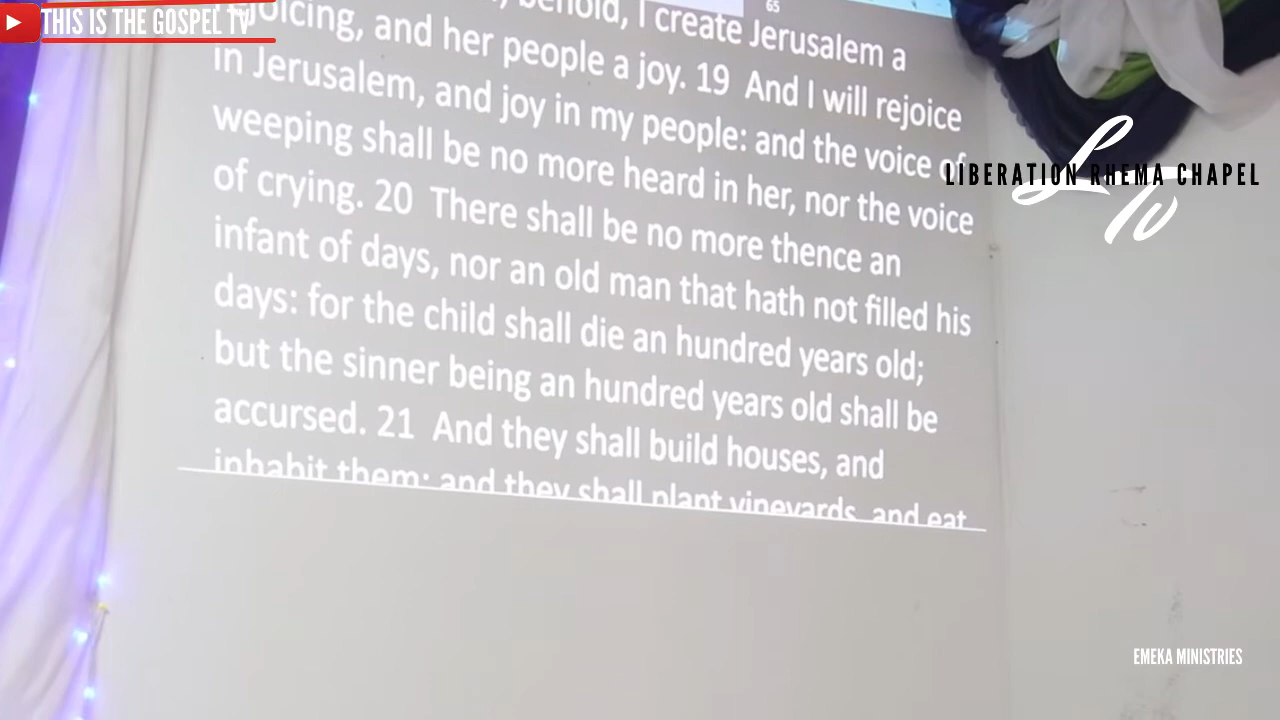 THIS IS THE GOSPEL TV
65
behold, I create Jerusalem a
rejoicing, and her people a joy. 19 And I will rejoice
in Jerusalem, and joy in my people: and the voice of
weeping shall be no more heard in her, nor the voice
of crying. 20 There shall be no more thence an
infant of days, nor an old man that hath not filled his
days: for the child shall die an hundred years old;
but the sinner being an hundred years old shall be
accursed. 21 And they shall build houses, and
inhabit them; and they shall plant vineyards, and eat
LIBERATION RHEMA CHAPEL
L TV
EMEKA MINISTRIES